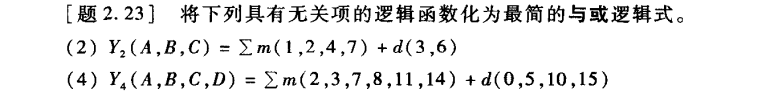 [题2.23] 将下列具有无关项的逻辑函数化为最简的与或逻辑式。
(2) Y₂(A,B,C) = ∑m(1,2,4,7) + d(3,6)
(4) Y₄(A,B,C,D) = ∑m(2,3,7,8,11,14) + d(0,5,10,15)